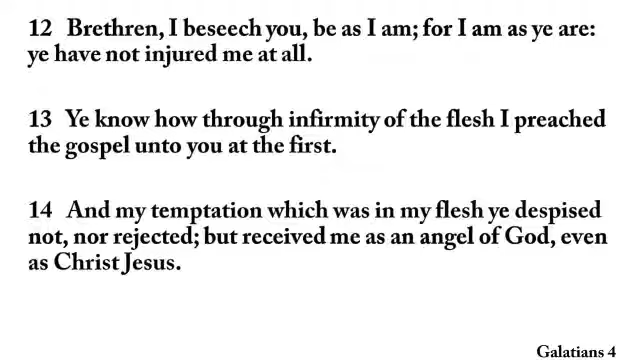 12 Brethren, I beseech you, be as I am; for I am as ye are:
ye have not injured me at all.
13 Ye know how through infirmity of the flesh I preached
the gospel unto you at the first.
14 And my temptation which was in my flesh ye despised
not, nor rejected; but received me as an angel of God, even
as Christ Jesus.
Galatians 4